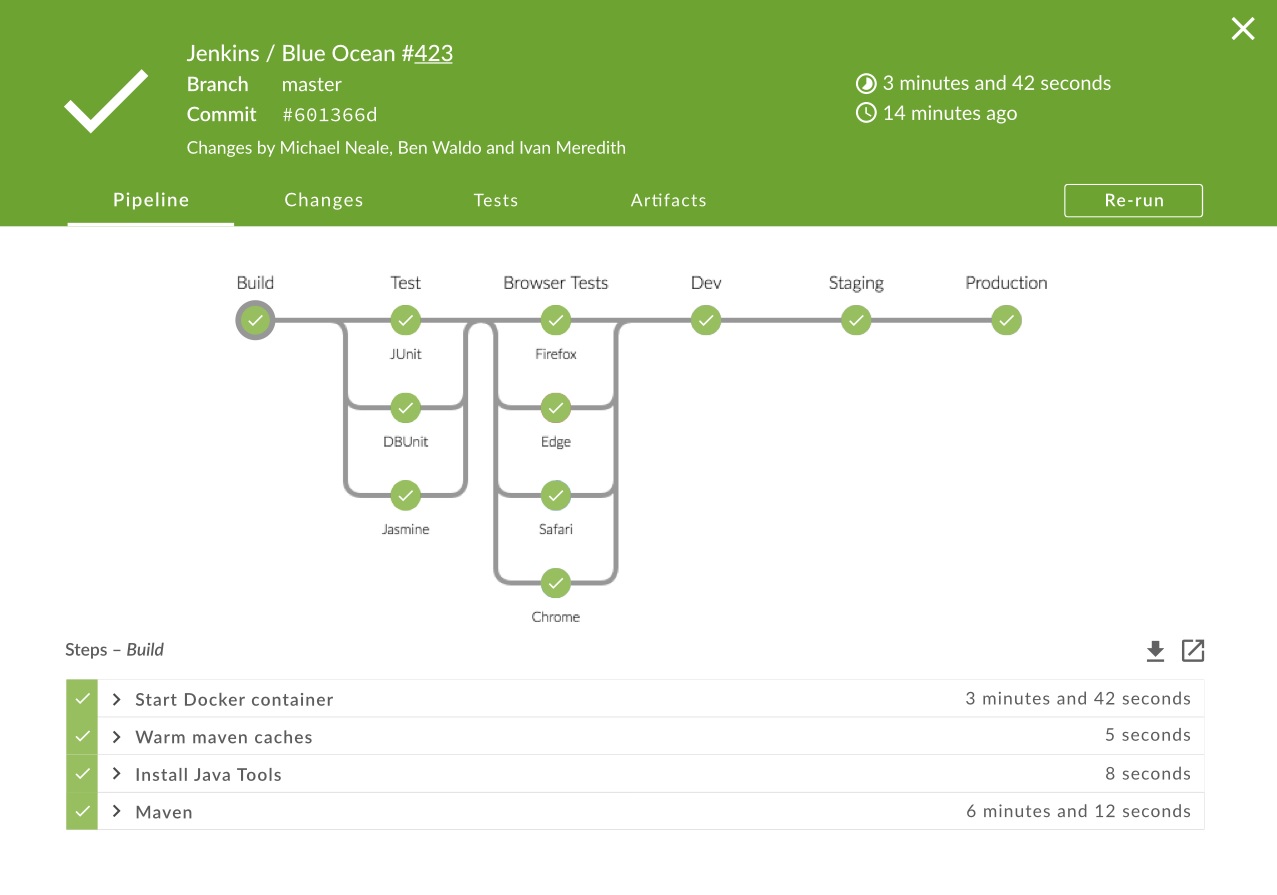 Jenkins / Blue Ocean #423
Branch master
Commit #601366d
Changes by Michael Neale, Ben Waldo and Ivan Meredith
3 minutes and 42 seconds
14 minutes ago
Pipeline Changes Tests Artifacts Re-run
Build Test Browser Tests Dev Staging Production
JUnit Firefox
DBUnit Edge
Jasmine Safari
Chrome
Steps – Build
Start Docker container 3 minutes and 42 seconds
Warm maven caches 5 seconds
Install Java Tools 8 seconds
Maven 6 minutes and 12 seconds